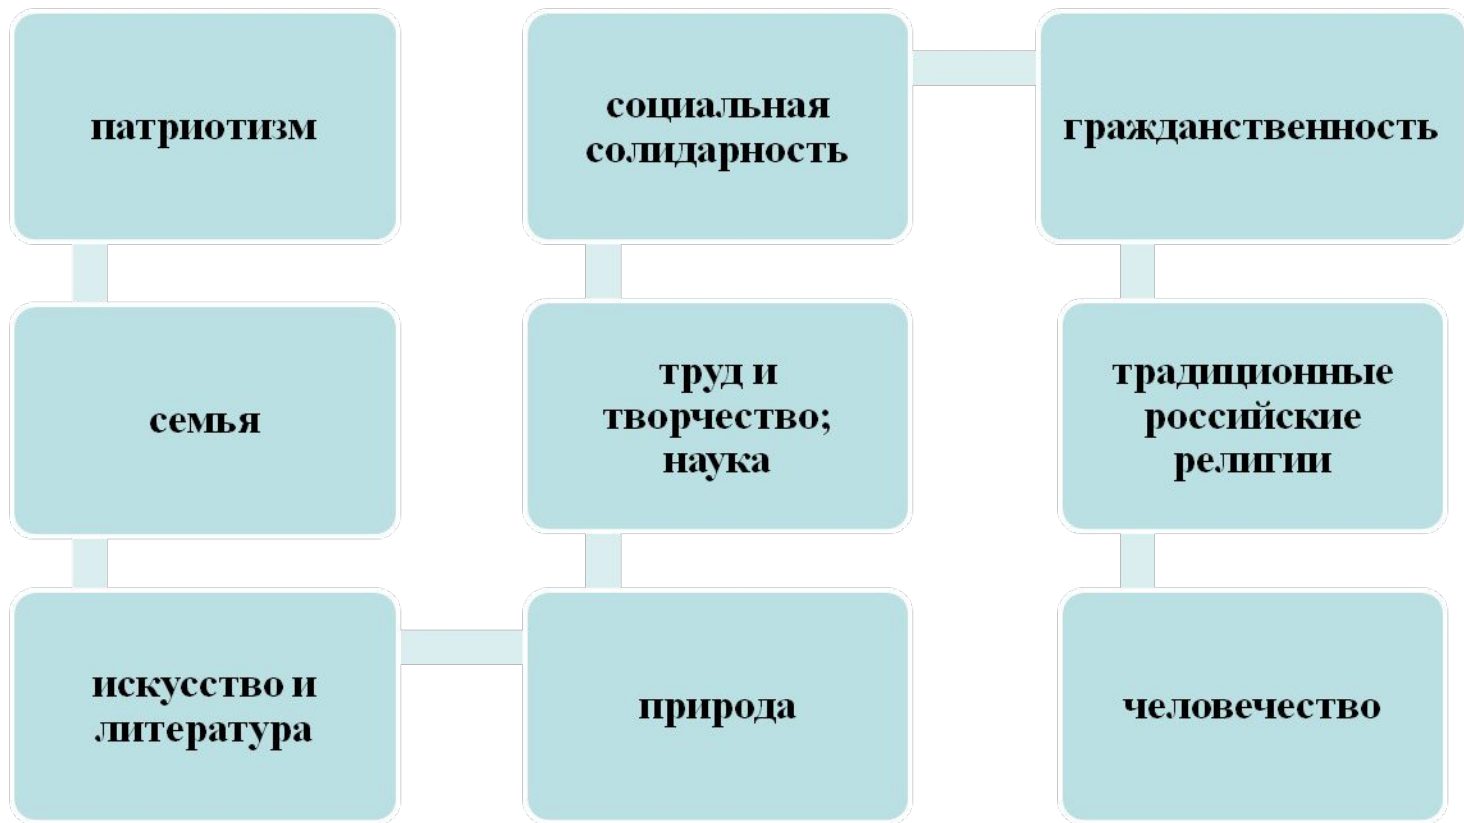 патриотизм
семья
искусство и
литература
природа
труд и
творчество;
наука
социальная
солидарность
гражданственность
традиционные
российские
религии
человечество